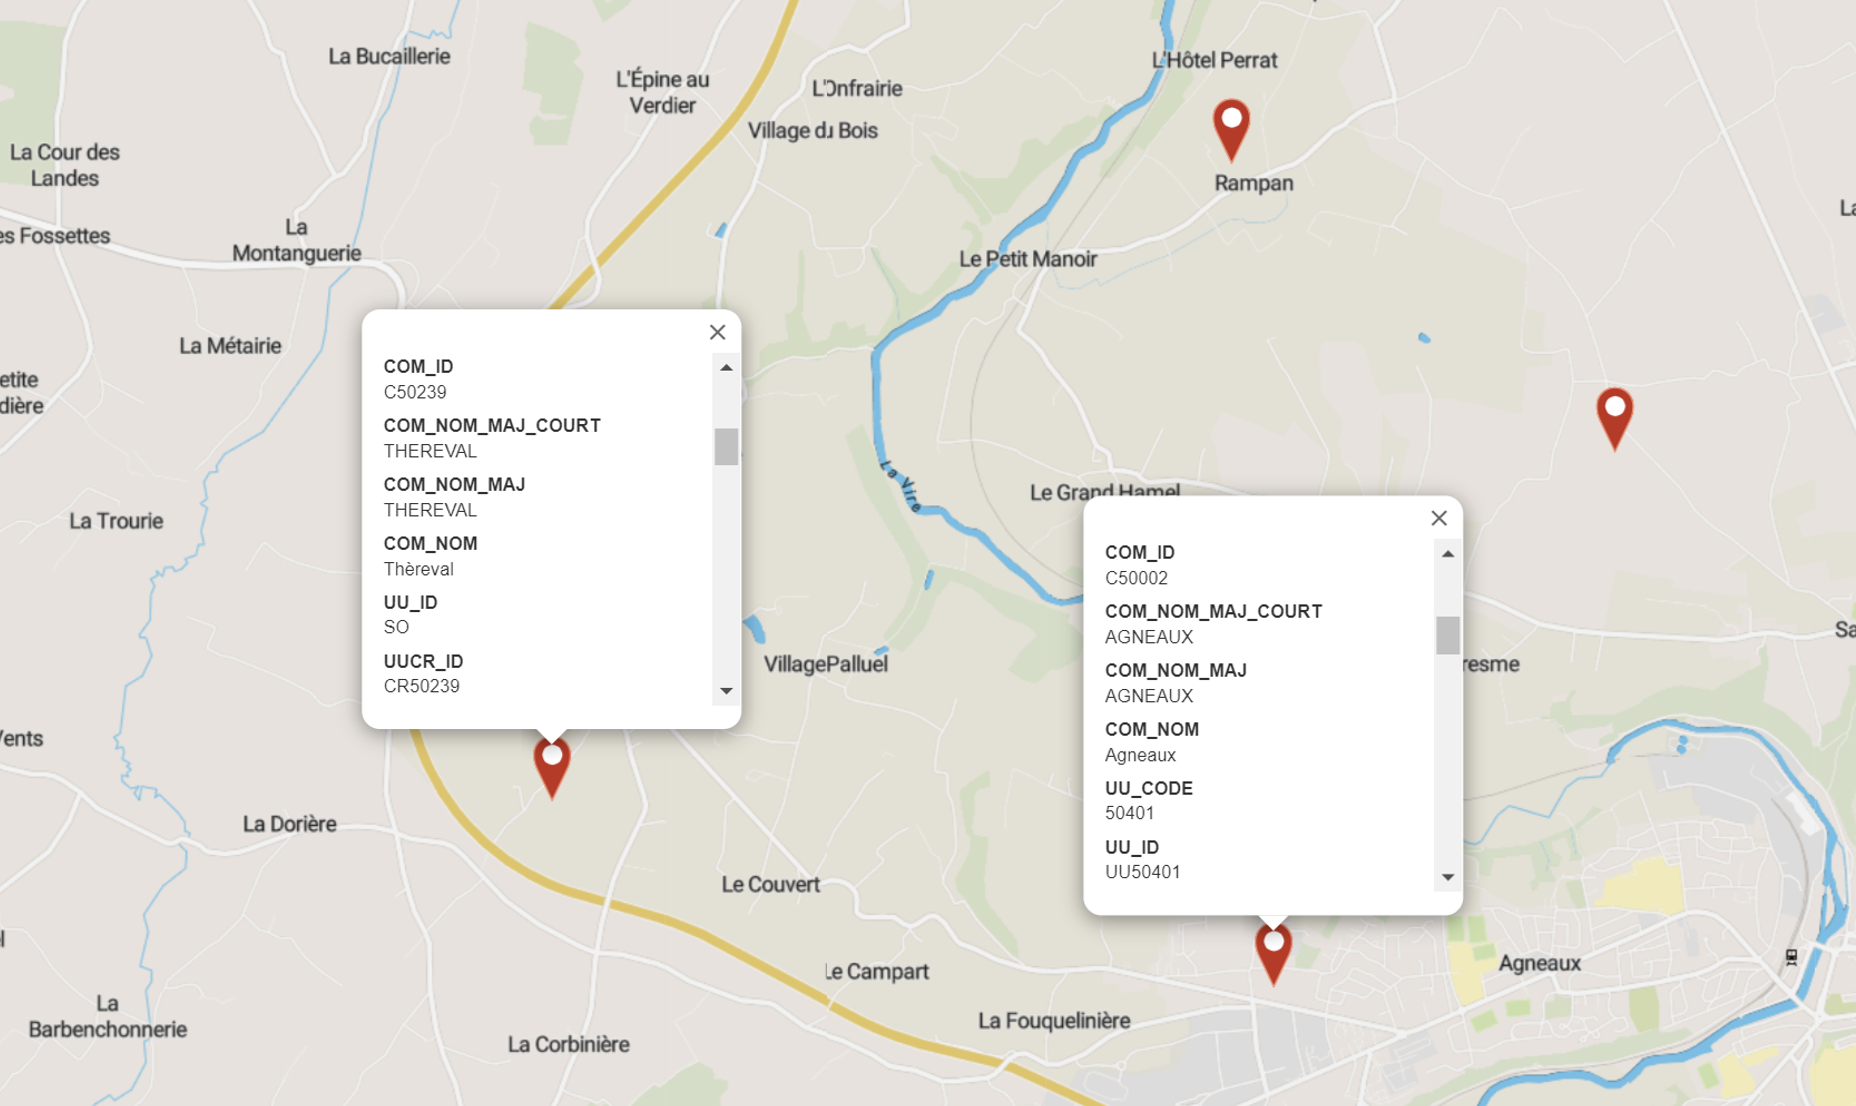 La Bucaillerie
L'Hôtel Perrat
L'Épine au
Verdier
L'Onfrairie
Village du Bois
La Cour des
Landes
Rampan
La
Montanguerie
es Fossettes
Le Petit Manoir
La Métairie
etite
dière
COM_ID
C50239
COM_NOM_MAJ_COURT
THEREVAL
COM_NOM_MAJ
THEREVAL
COM_NOM
Thèreval
UU_ID
SO
UUCR_ID
CR50239
La Vire
Le Grand Hamel
La Trourie
COM_ID
C50002
COM_NOM_MAJ_COURT
AGNEAUX
COM_NOM_MAJ
AGNEAUX
COM_NOM
Agneaux
UU_CODE
50401
UU_ID
UU50401
Sa
resme
VillagePalluel
Vents
La Dorière
Le Couvert
Le Campart
Agneaux
La
Barbenchonnerie
La Fouquelinière
La Corbinière